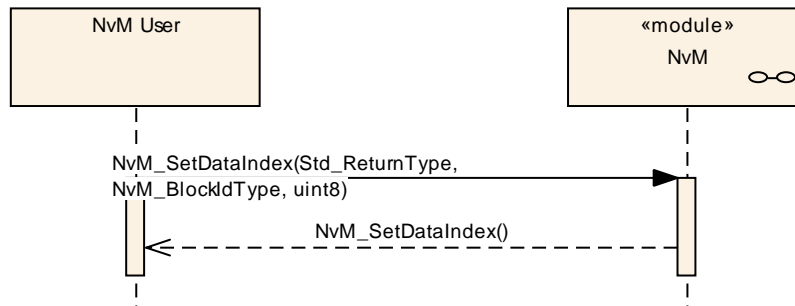 NvM User
«module»
NvM
NvM_SetDataIndex(Std_ReturnType,
NvM_BlockIdType, uint8)
NvM_SetDataIndex()